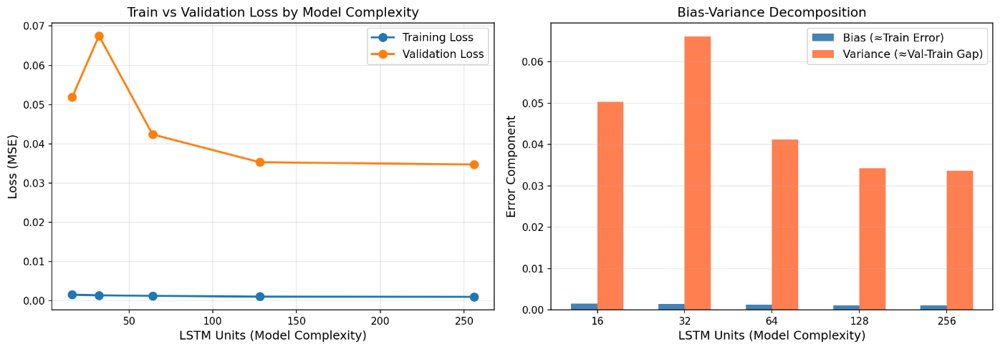 Train vs Validation Loss by Model Complexity
Training Loss
Validation Loss
Loss (MSE)
0.07
0.06
0.05
0.04
0.03
0.02
0.01
0.00
50
100
150
200
250
LSTM Units (Model Complexity)
Bias-Variance Decomposition
Bias (≈Train Error)
Variance (≈Val-Train Gap)
Error Component
0.06
0.05
0.04
0.03
0.02
0.01
0.00
16
32
64
128
256
LSTM Units (Model Complexity)